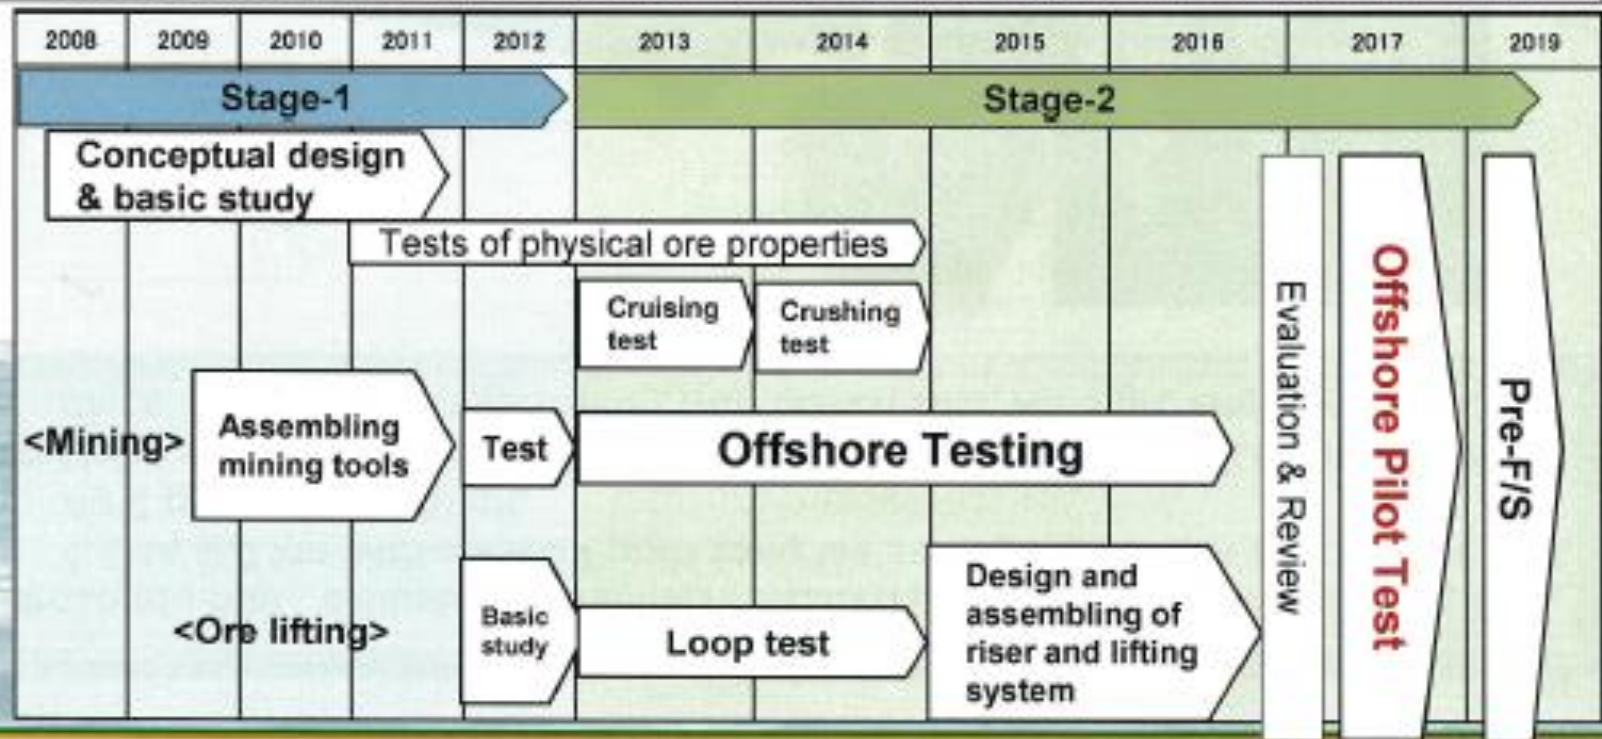 2008 2009 2010 2011 2012 2013 2014 2015 2016 2017 2019
Stage-1
Stage-2
Conceptual design
& basic study
Tests of physical ore properties
Cruising
test
Crushing
test
<Mining>
Assembling
mining tools
Test
Offshore Testing
<Ore lifting>
Basic
study
Loop test
Design and
assembling of
riser and lifting
system
Evaluation & Review
Offshore Pilot Test
Pre-F/S